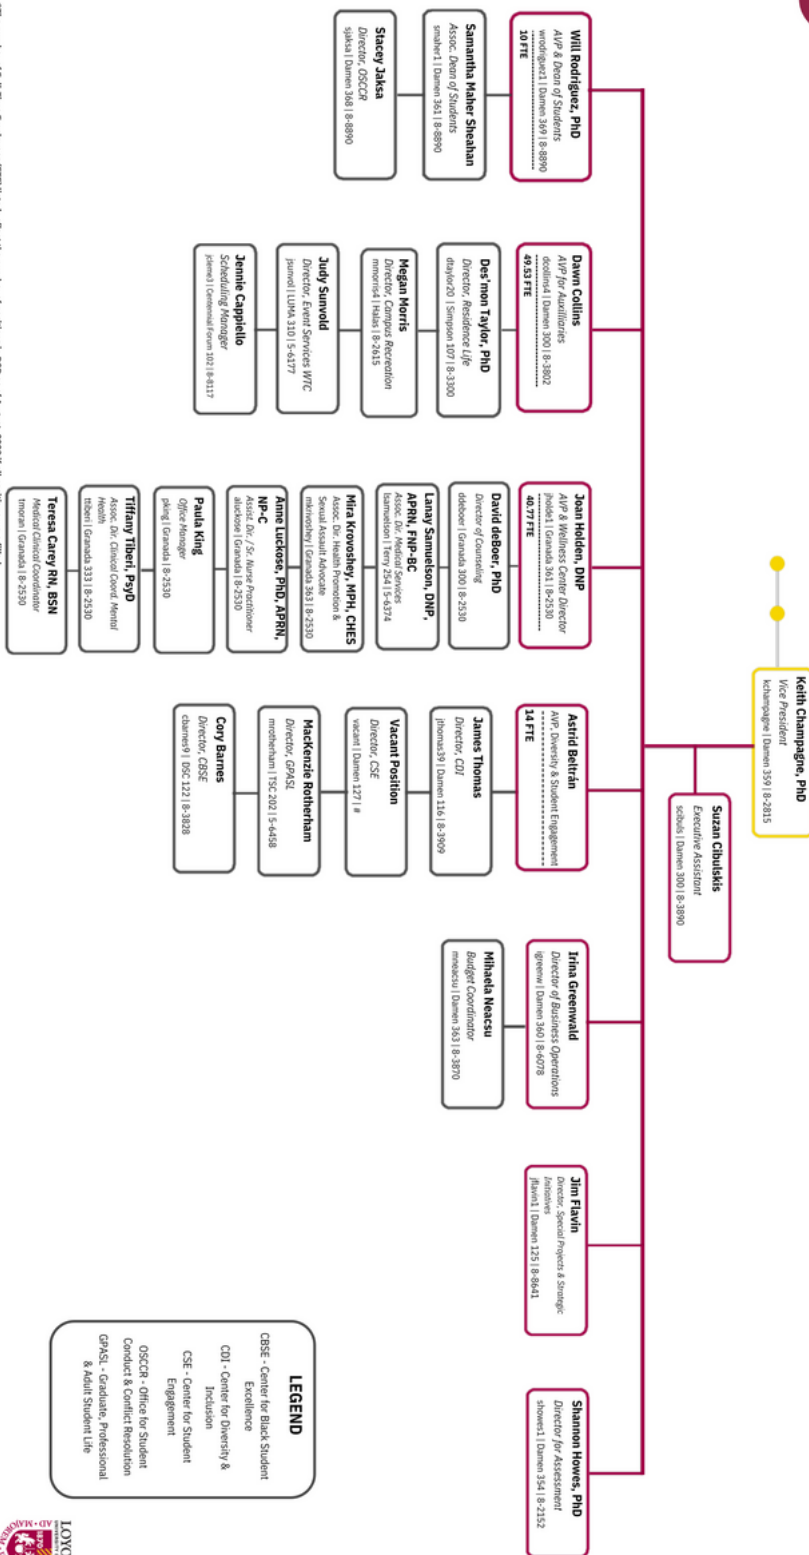 Keith Champagne, PhD
Vice President
kchampagne | Damen 359 | 8-2815
Suzan Cibulskis
Executive Assistant
scibuls | Damen 300 | 8-3890
Will Rodriguez, PhD
AVP & Dean of Students
wrodriguez1 | Damen 369 | 8-8890
10 FTE
Samantha Maher Sheahan
Assoc. Dean of Students
smaher1 | Damen 361 | 8-8890
Stacey Jaksa
Director, OSCCR
sjaksa | Damen 368 | 8-8890
Dawn Collins
AVP for Auxiliaries
dcollins4 | Damen 300 | 8-3802
49.53 FTE
Des'mon Taylor, PhD
Director, Residence Life
dtaylor20 | Simpson 107 | 8-3300
Megan Morris
Director, Campus Recreation
mmorris4 | Halas | 8-2615
Judy Sunvold
Director, Event Services WTC
jsunvol | LUMA 310 | 5-6177
Jennie Cappiello
Scheduling Manager
jcleme3 | Centennial Forum 102 | 8-8117
Joan Holden, DNP
AVP & Wellness Center Director
jholde1 | Granada 361 | 8-2530
40.77 FTE
David deBoer, PhD
Director of Counseling
ddeboer | Granada 300 | 8-2530
Lanay Samuelson, DNP,
APRN, FNP-BC
Assoc. Dir. Medical Services
lsamuelson | Terry 254 | 5-6374
Mira Krovoshey, MPH, CHES
Assoc. Dir. Health Promotion &
Sexual Assault Advocate
mkrivoshey | Granada 363 | 8-2530
Anne Luckose, PhD, APRN,
NP-C
Assist. Dir. / Sr. Nurse Practitioner
aluckose | Granada | 8-2530
Paula King
Office Manager
pking | Granada | 8-2530
Tiffany Tiberi, PsyD
Assoc. Dir. Clinical Coord. Mental
Health
ttiberi | Granada 333 | 8-2530
Teresa Carey RN, BSN
Medical Clinical Coordinator
tmoran | Granada | 8-2530
Astrid Beltrán
AVP, Diversity & Student Engagement
14 FTE
James Thomas
Director, CDI
jthomas39 | Damen 116 | 8-3909
Vacant Position
Director, CSE
vacant | Damen 127 | #
MacKenzie Rotherham
Director, GPASL
mrotherham | TSC 202 | 5-6458
Cory Barnes
Director, CBSE
cbarnes9 | DSC 122 | 8-3828
Irina Greenwald
Director of Business Operations
igreenw | Damen 360 | 8-6078
Mihaela Neacsu
Budget Coordinator
mneacsu | Damen 363 | 8-3870
Jim Flavin
Director, Special Projects & Strategic
Initiatives
jflavin1 | Damen 125 | 8-8641
Shannon Howes, PhD
Director for Assessment
showes1 | Damen 354 | 8-2152
LEGEND
CBSE - Center for Black Student
Excellence
CDI - Center for Diversity &
Inclusion
CSE - Center for Student
Engagement
OSCCR - Office for Student
Conduct & Conflict Resolution
GPASL - Graduate, Professional
& Adult Student Life